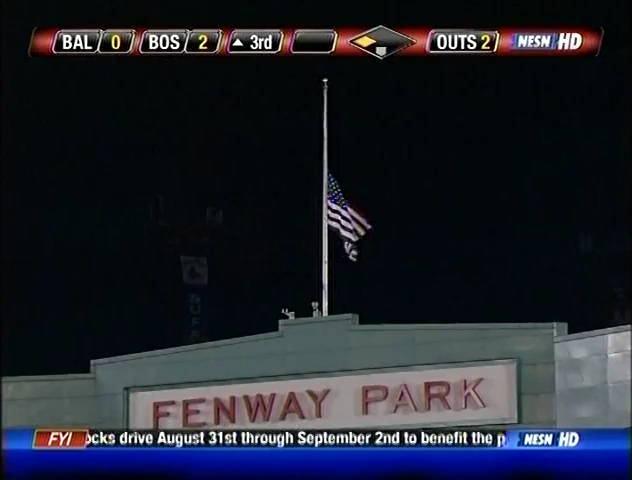 BAL 0 BOS 2 ▲ 3rd OUTS 2 NESN HD
FENWAY PARK
FYI ocks drive August 31st through September 2nd to benefit the p NESN HD